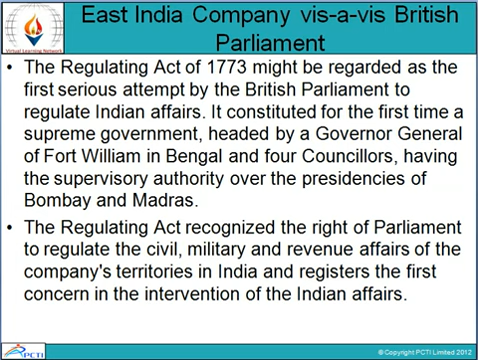 East India Company vis-a-vis British
Parliament
Virtual Learning Network
• The Regulating Act of 1773 might be regarded as the
first serious attempt by the British Parliament to
regulate Indian affairs. It constituted for the first time a
supreme government, headed by a Governor General
of Fort William in Bengal and four Councillors, having
the supervisory authority over the presidencies of
Bombay and Madras.
• The Regulating Act recognized the right of Parliament
to regulate the civil, military and revenue affairs of the
company's territories in India and registers the first
concern in the intervention of the Indian affairs.
PCTI
©Copyright PCTI Limited 2012